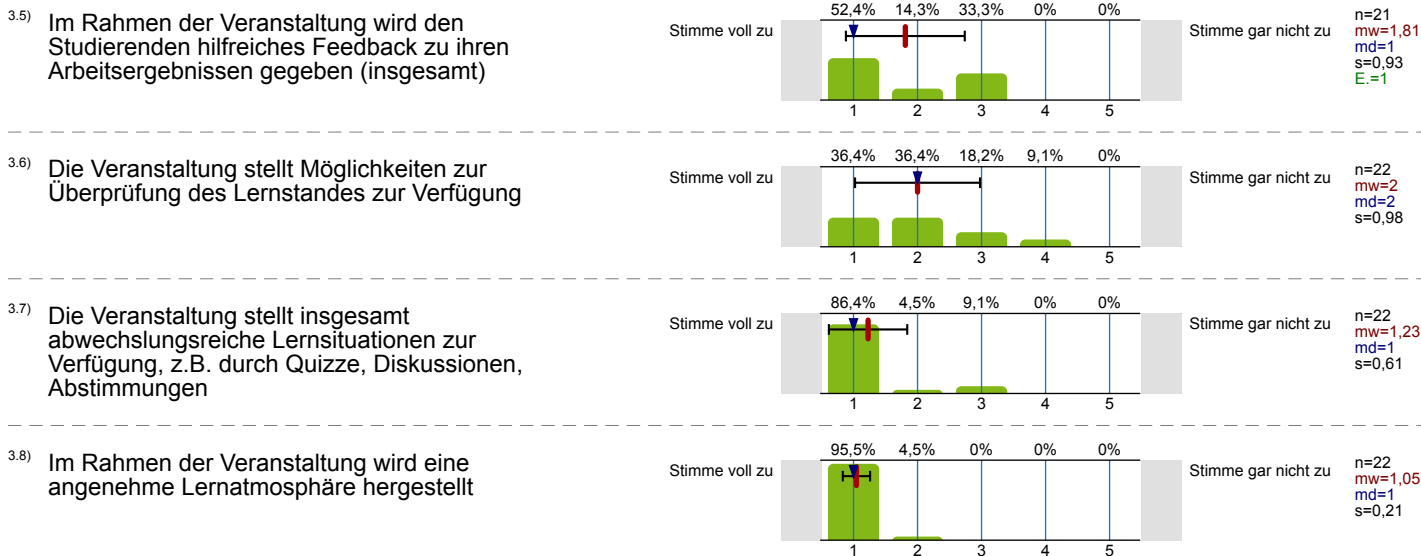 3.5) Im Rahmen der Veranstaltung wird den
Studierenden hilfreiches Feedback zu ihren
Arbeitsergebnissen gegeben (insgesamt)
52,4% 14,3% 33,3% 0% 0%
Stimme voll zu
Stimme gar nicht zu
1 2 3 4 5
n=21
mw=1,81
md=1
s=0,93
E.=1
3.6) Die Veranstaltung stellt Möglichkeiten zur
Überprüfung des Lernstandes zur Verfügung
36,4% 36,4% 18,2% 9,1% 0%
Stimme voll zu
Stimme gar nicht zu
1 2 3 4 5
n=22
mw=2
md=2
s=0,98
3.7) Die Veranstaltung stellt insgesamt
abwechslungsreiche Lernsituationen zur
Verfügung, z.B. durch Quizze, Diskussionen,
Abstimmungen
86,4% 4,5% 9,1% 0% 0%
Stimme voll zu
Stimme gar nicht zu
1 2 3 4 5
n=22
mw=1,23
md=1
s=0,61
3.8) Im Rahmen der Veranstaltung wird eine
angenehme Lernatmosphäre hergestellt
95,5% 4,5% 0% 0% 0%
Stimme voll zu
Stimme gar nicht zu
1 2 3 4 5
n=22
mw=1,05
md=1
s=0,21